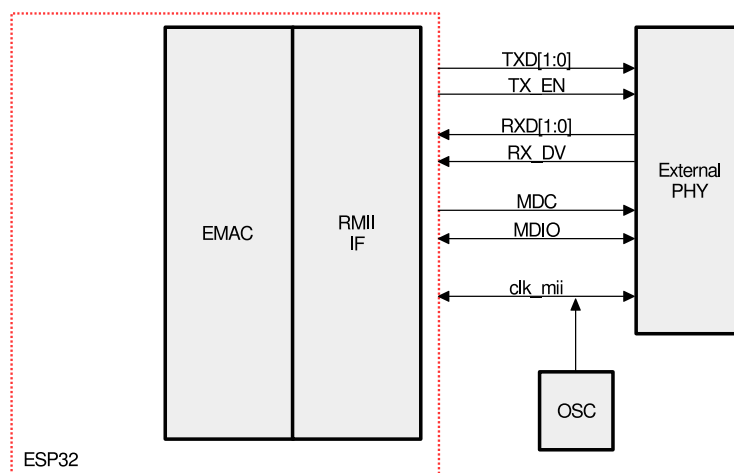 TXD[1:0]
TX_EN
RXD[1:0]
RX_DV
External
PHY
MDC
RMII
IF
EMAC
MDIO
clk_mii
OSC
ESP32